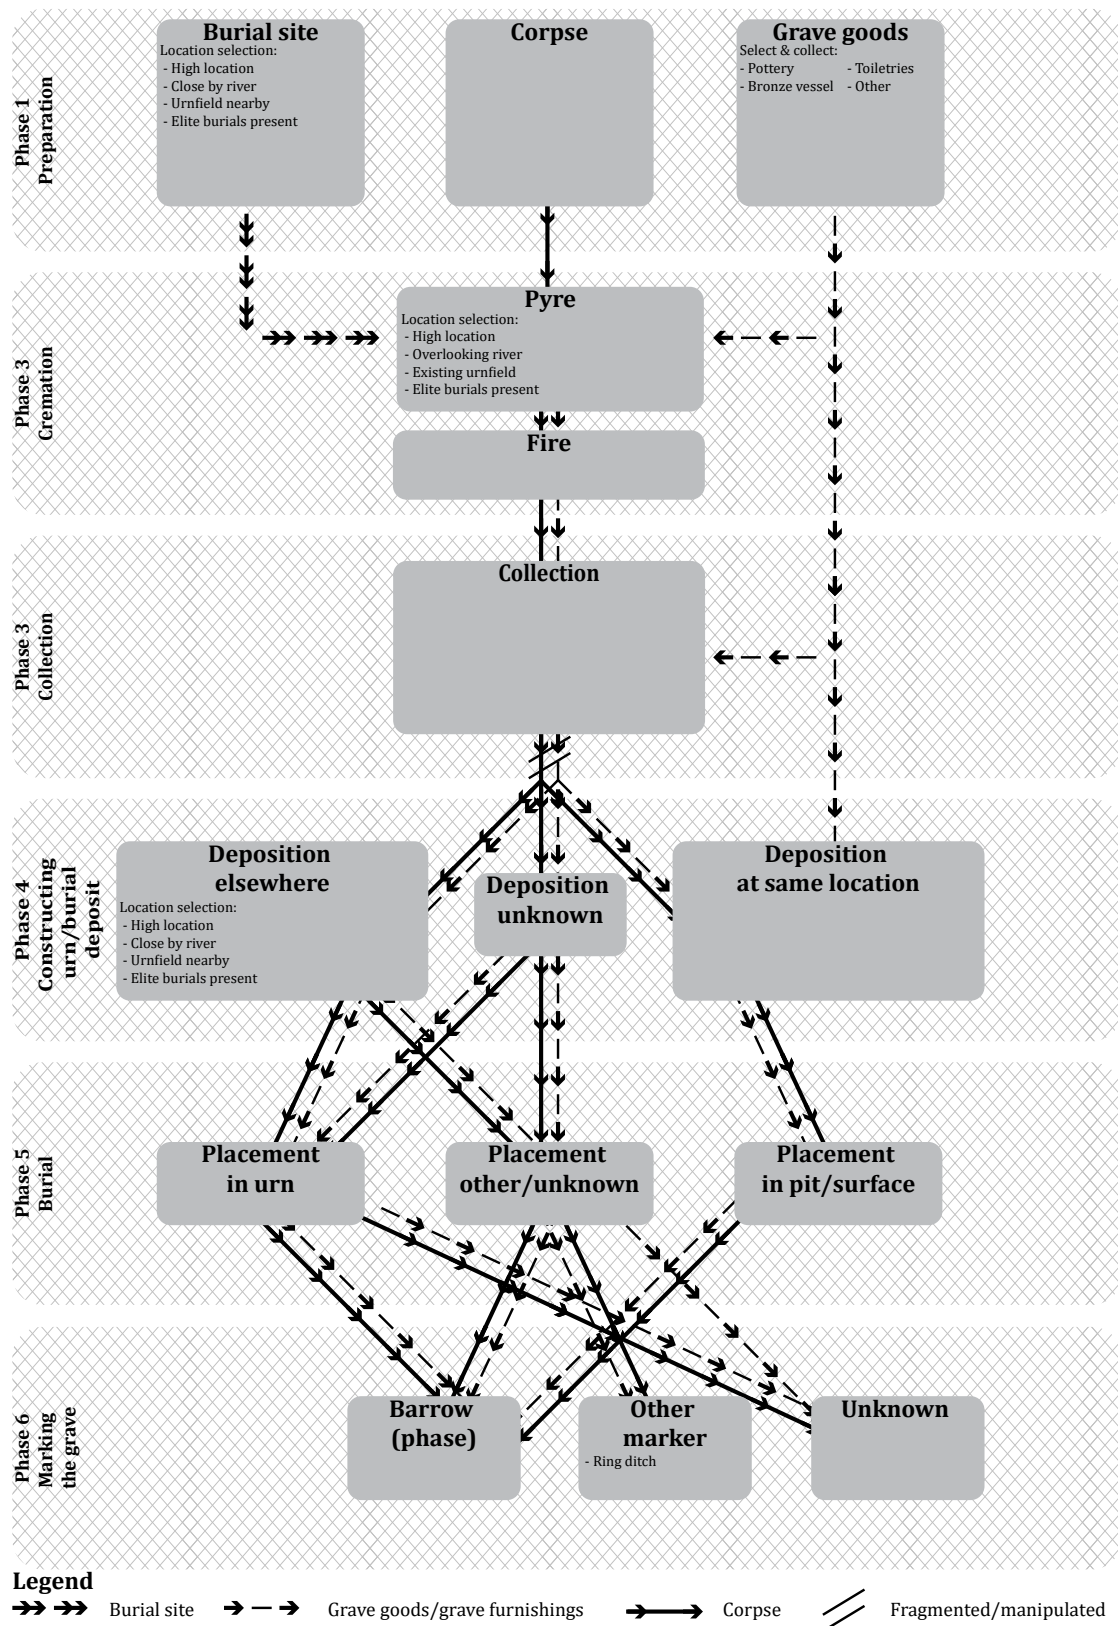 Phase 1
Preparation
Burial site
Location selection:
- High location
- Close by river
- Urnfield nearby
- Elite burials present
Corpse
Grave goods
Select & collect:
- Pottery - Toiletries
- Bronze vessel - Other
Phase 3
Cremation
Pyre
Location selection:
- High location
- Overlooking river
- Existing urnfield
- Elite burials present
Fire
Phase 3
Collection
Collection
Phase 4
Constructing
urn/burial
deposit
Deposition
elsewhere
Location selection:
- High location
- Close by river
- Urnfield nearby
- Elite burials present
Deposition
unknown
Deposition
at same location
Phase 5
Burial
Placement
in urn
Placement
other/unknown
Placement
in pit/surface
Phase 6
Marking
the grave
Barrow
(phase)
Other
marker
- Ring ditch
Unknown
Legend
Burial site
Grave goods/grave furnishings
Corpse
Fragmented/manipulated